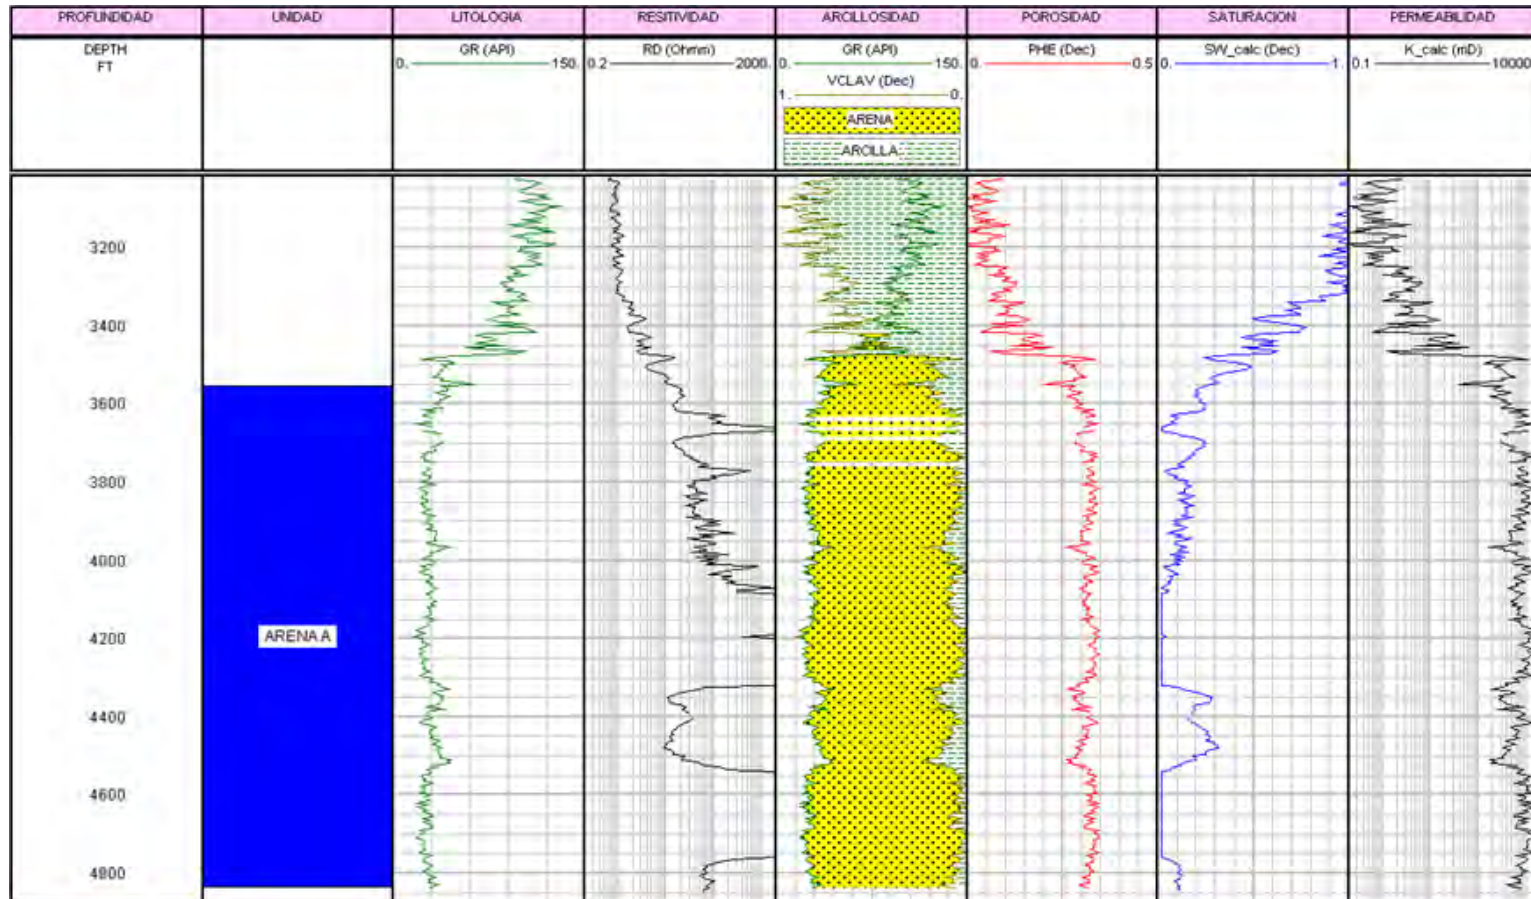 PROFUNDIDAD UNIDAD LITOLOGIA RESITIVIDAD ARCILLOSIDAD POROSIDAD SATURACION PERMEABILIDAD
DEPTH GR (API) RD (Ohmm) GR (API) PHIE (Dec) SW_calc (Dec) K_calc (mD)
FT 0. 150. 0.2 2000. 0. 150. 0. 0.5 0. 1. 0.1 10000
VCLAV (Dec)
1. 0.
ARENA
ARCILLA
3200
3400
3600
3800
4000
ARENA A
4200
4400
4600
4800